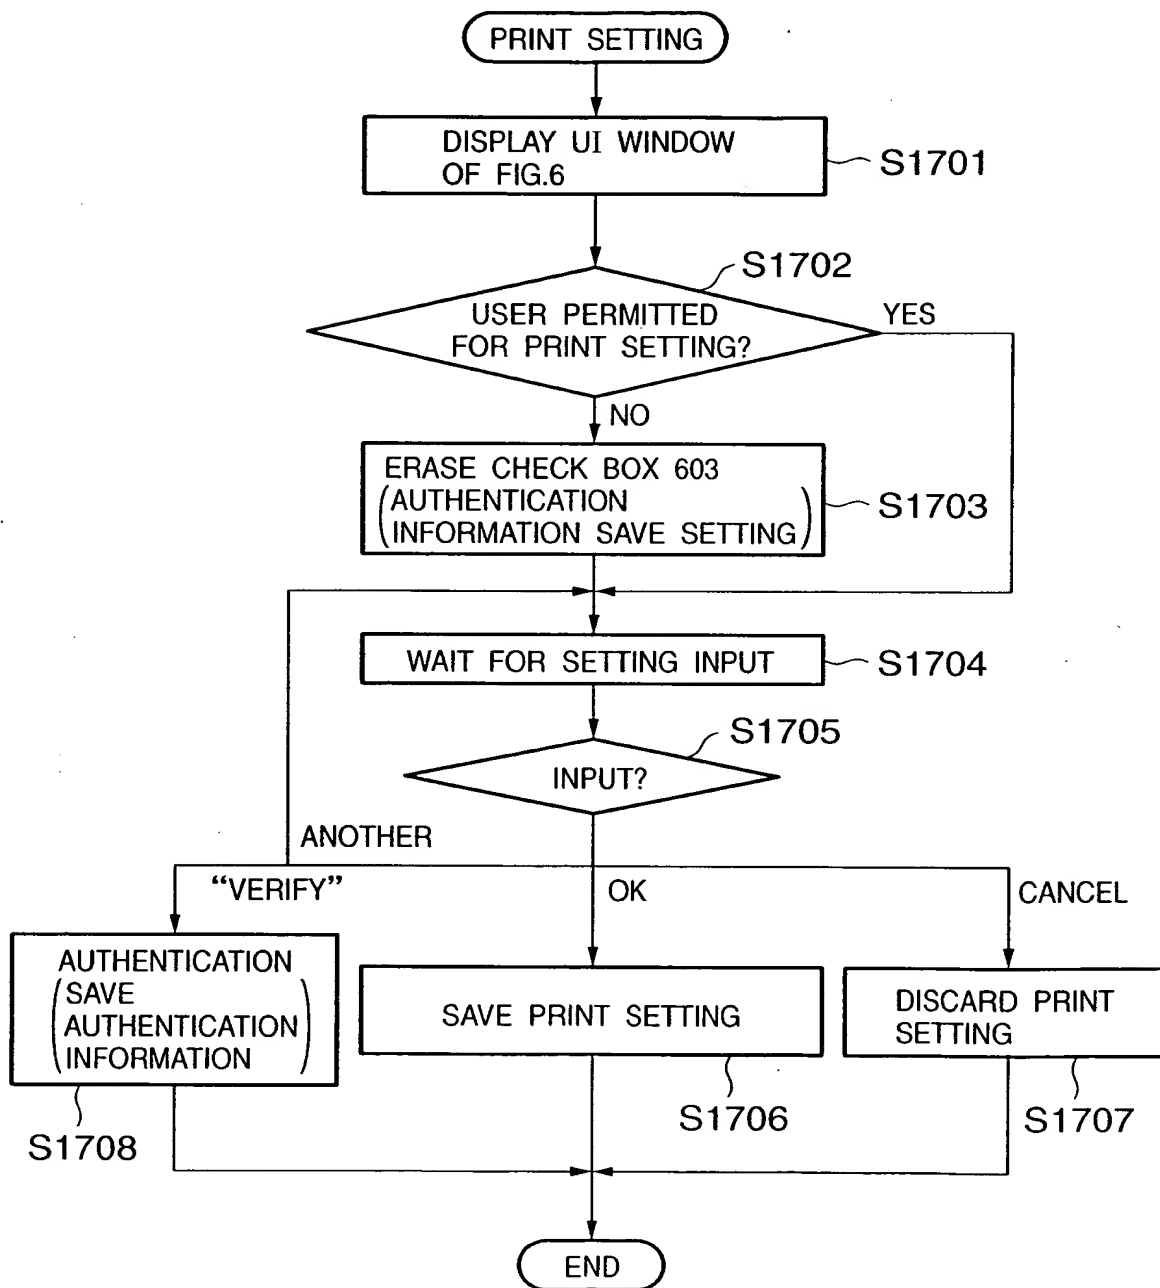 PRINT SETTING
DISPLAY UI WINDOW
OF FIG.6
S1701
S1702
USER PERMITTED
FOR PRINT SETTING?
YES
NO
ERASE CHECK BOX 603
(AUTHENTICATION
INFORMATION SAVE SETTING)
S1703
WAIT FOR SETTING INPUT
S1704
S1705
INPUT?
ANOTHER
"VERIFY"
OK
CANCEL
AUTHENTICATION
(SAVE
AUTHENTICATION
INFORMATION)
S1708
SAVE PRINT SETTING
S1706
DISCARD PRINT
SETTING
S1707
END